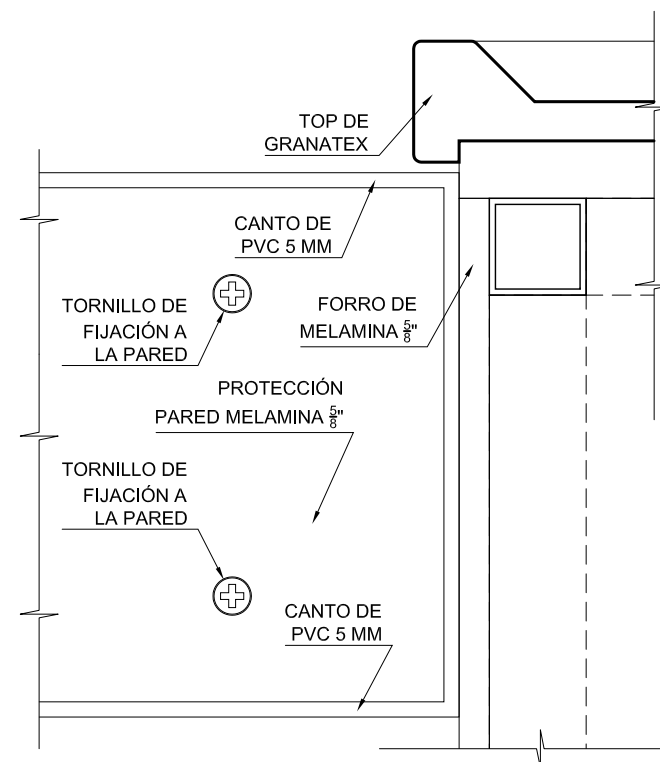 TOP DE
GRANATEX
CANTO DE
PVC 5 MM
TORNILLO DE
FIJACIÓN A
LA PARED
FORRO DE
MELAMINA 5/8"
PROTECCIÓN
PARED MELAMINA 5/8"
TORNILLO DE
FIJACIÓN A
LA PARED
CANTO DE
PVC 5 MM